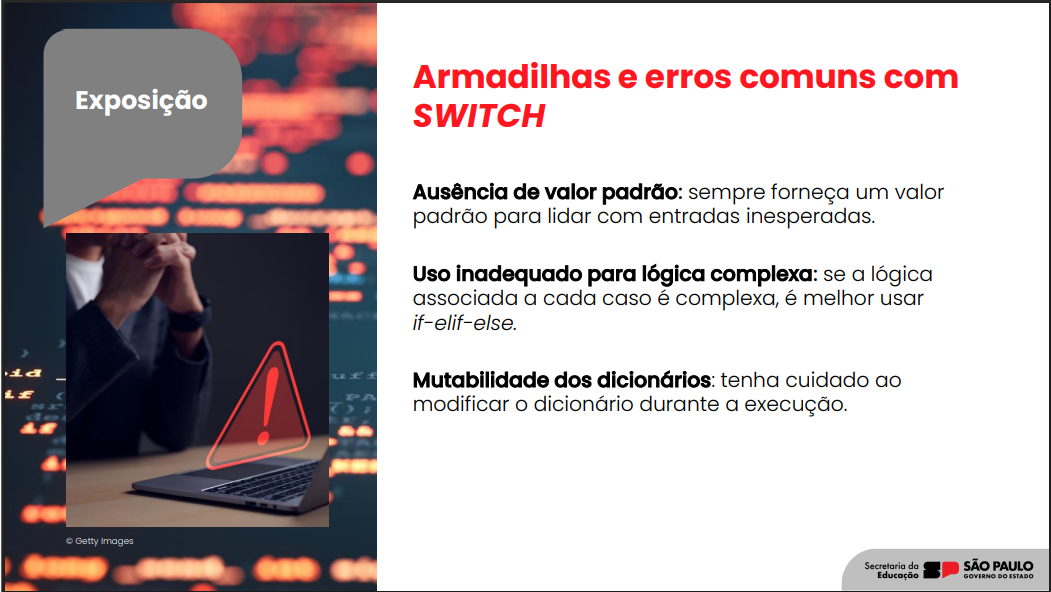 Exposição
Armadilhas e erros comuns com
SWITCH
Ausência de valor padrão: sempre forneça um valor
padrão para lidar com entradas inesperadas.
Uso inadequado para lógica complexa: se a lógica
associada a cada caso é complexa, é melhor usar
if-elif-else.
Mutabilidade dos dicionários: tenha cuidado ao
modificar o dicionário durante a execução.
© Getty Images
Secretaria da
Educação
SÃO PAULO
GOVERNO DO ESTADO